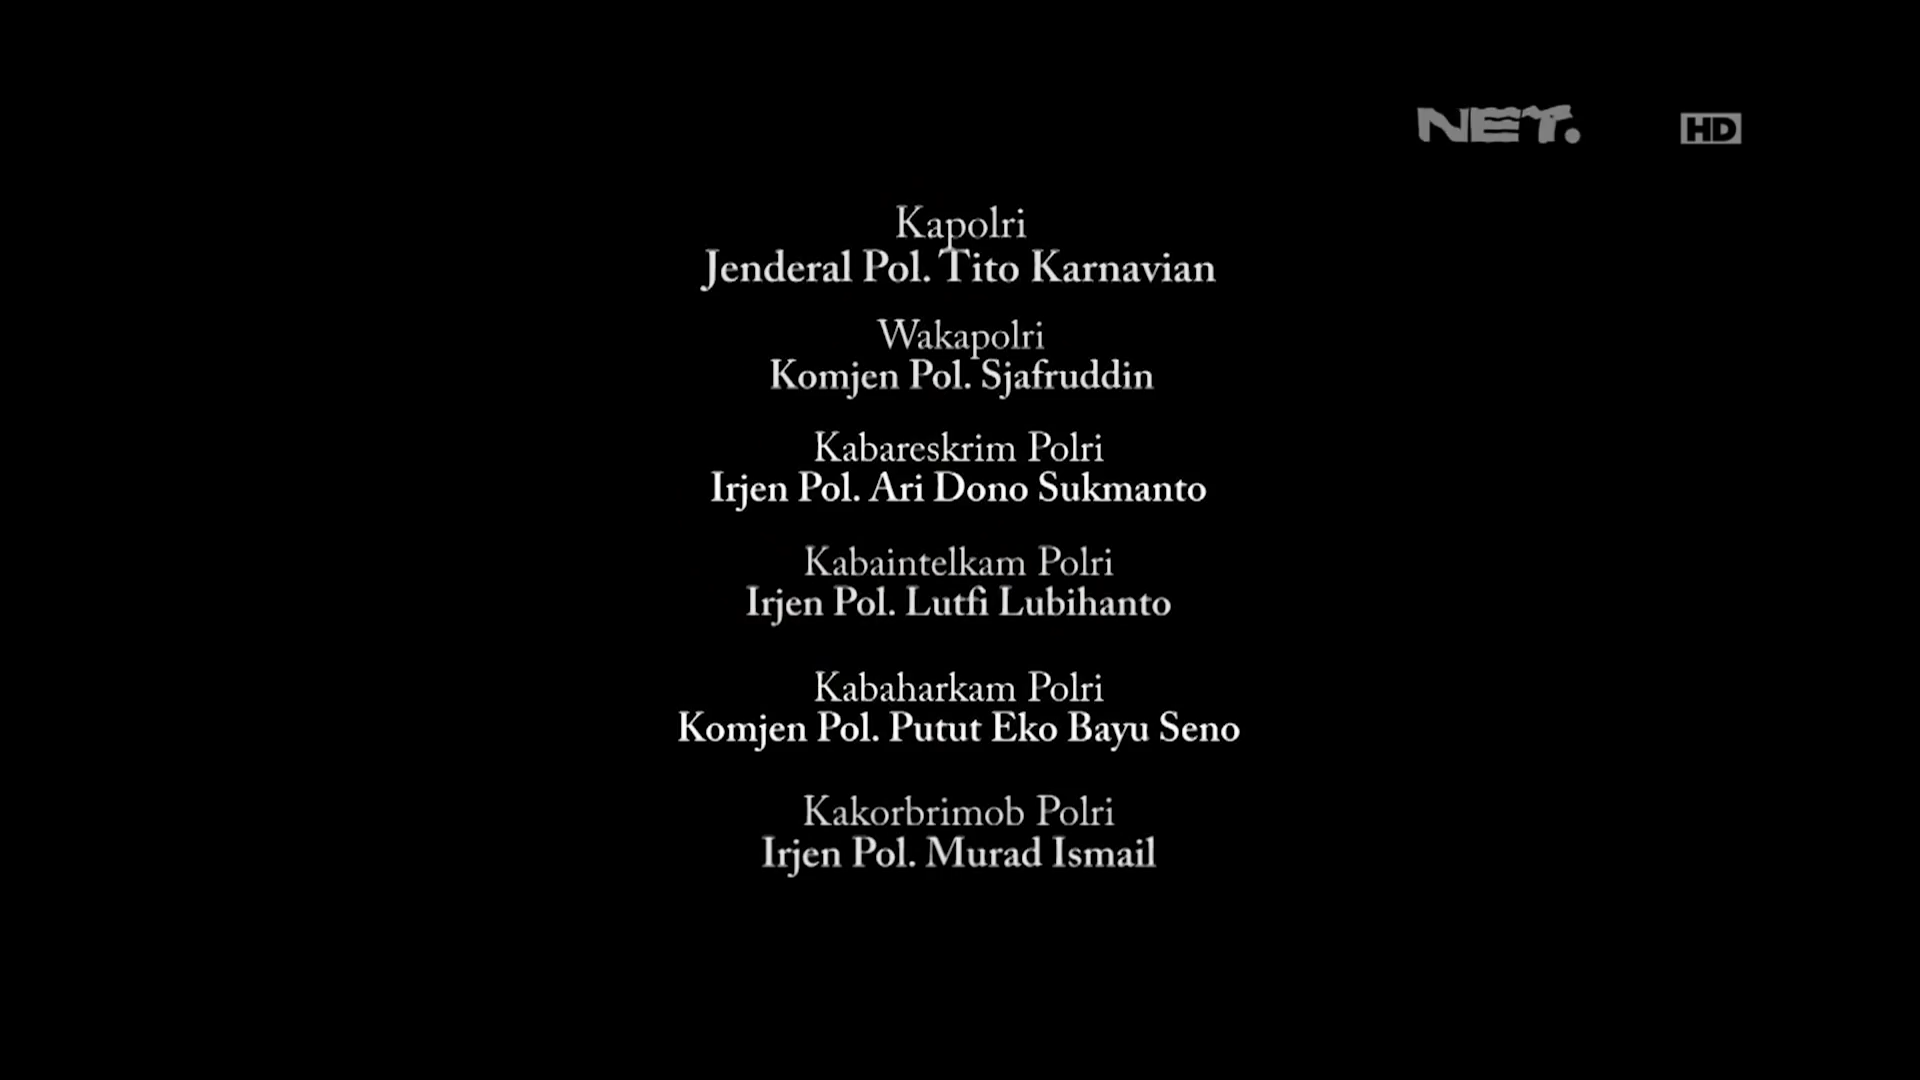 NET.
HD
Kapolri
Jenderal Pol. Tito Karnavian
Wakapolri
Komjen Pol. Sjafruddin
Kabareskrim Polri
Irjen Pol. Ari Dono Sukmanto
Kabaintelkam Polri
Irjen Pol. Lutfi Lubihanto
Kabaharkam Polri
Komjen Pol. Putut Eko Bayu Seno
Kakorbrimob Polri
Irjen Pol. Murad Ismail